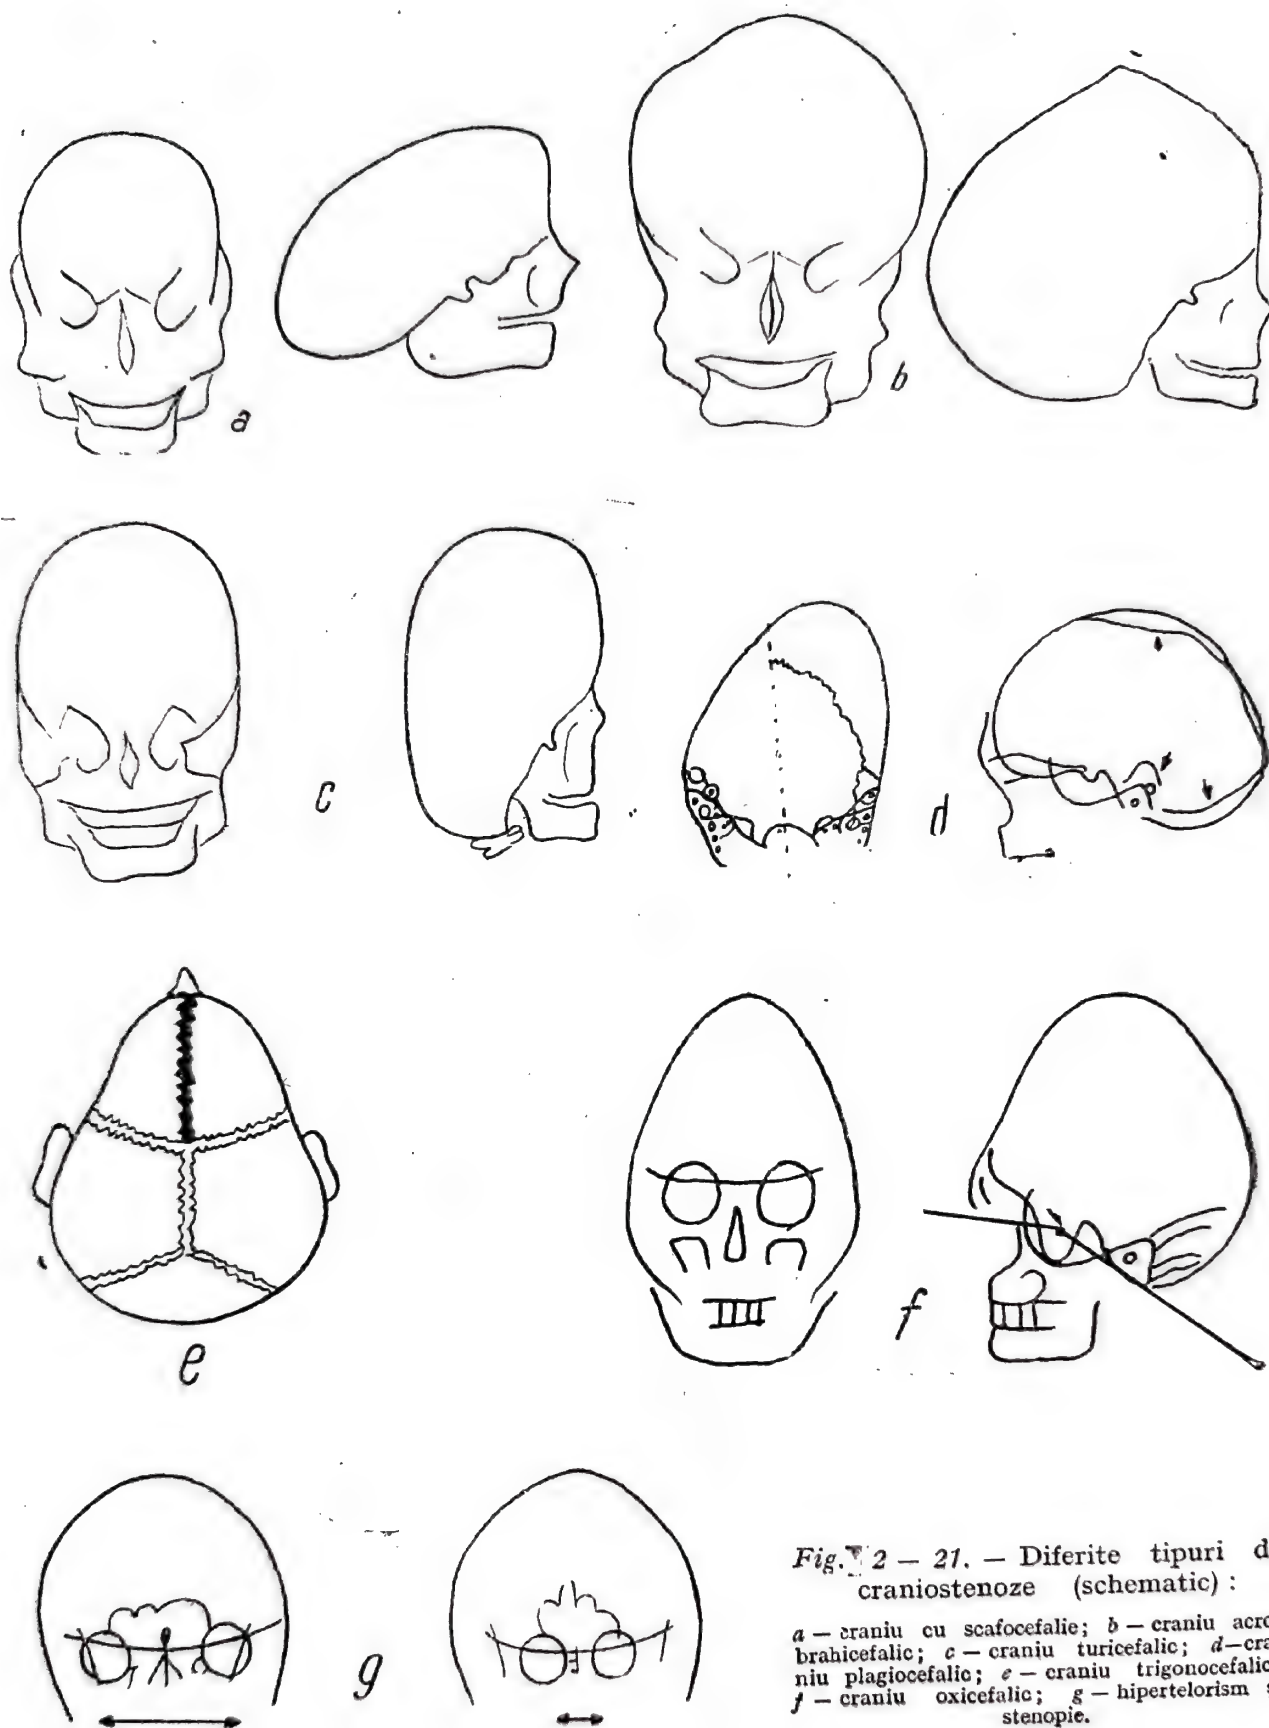 a
b
c
d
e
f
g
Fig. 2 — 21. — Diferite tipuri d
craniostenoze (schematic) :
a — craniu cu scafocefalie; b — craniu acro
brahicefalic; c — craniu turicefalic; d—cra
niu plagiocefalic; e — craniu trigonocefalic
f — craniu oxicefalic; g — hipertelorism
stenopie.